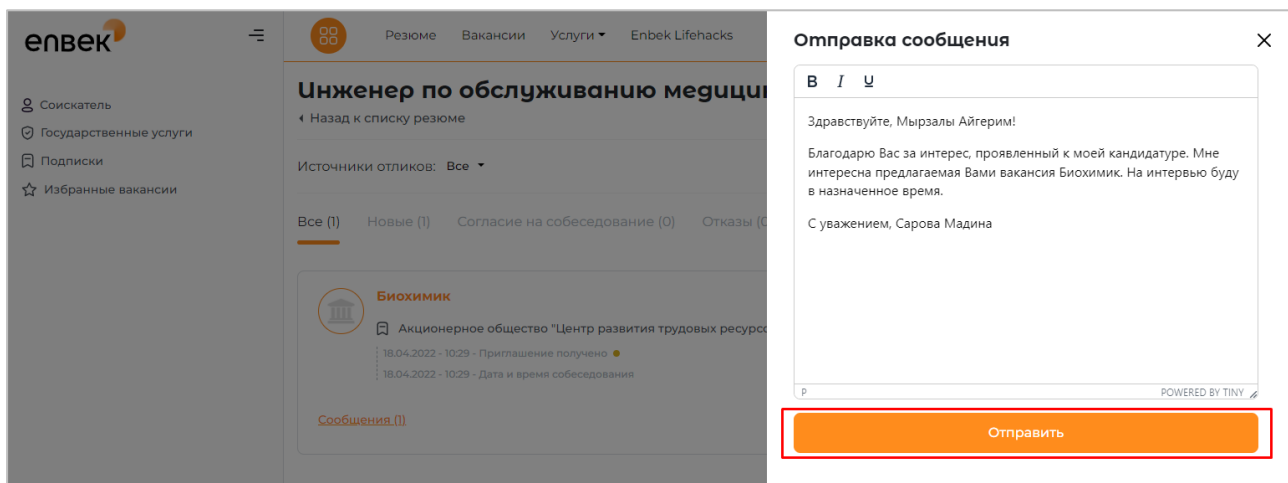 enbek
Соискатель
Государственные услуги
Подписки
Избранные вакансии
Резюме Вакансии Услуги Enbek Lifehacks
Инженер по обслуживанию
Назад к списку резюме
Источники отликов: Все
Все (1) Новые (1) Согласие на собеседование (0) Отказы (0
Биохимик
Акционерное общество "Центр развития трудовых
18.04.2022 - 10:29 - Приглашение получено
18.04.2022 - 10:29 - Дата и время собеседования
Сообщения (1)
Отправка сообщения
B I U
Здравствуйте, Мырзалы Айгерим!
Благодарю Вас за интерес, проявленный к моей кандидатуре. Мне
интересна предлагаемая Вами вакансия Биохимик. На интервью буду
в назначенное время.
С уважением, Сарова Мадина
P POWERED BY TINY
Отправить